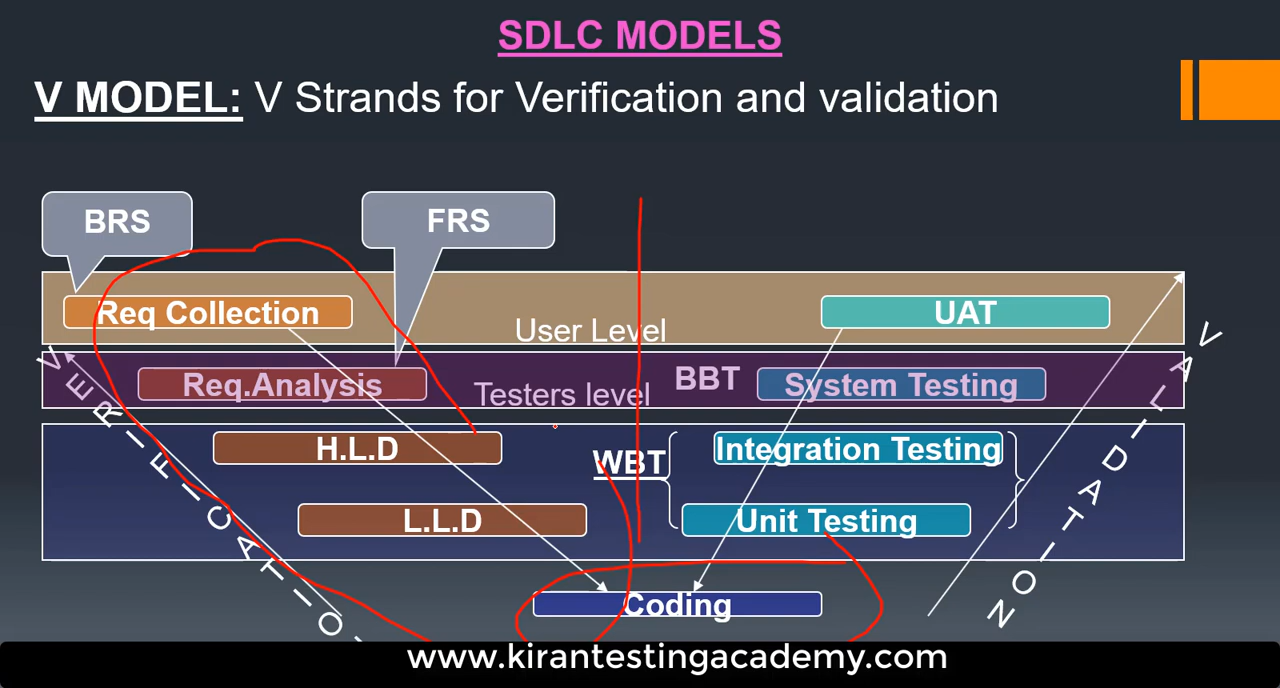 SDLC MODELS
V MODEL: V Strands for Verification and validation
BRS
FRS
Req Collection
User Level
UAT
Req.Analysis
Testers level
BBT
System Testing
H.L.D
WBT
Integration Testing
L.L.D
Unit Testing
Coding
VERIFICATIO
VALIDATION
www.kirantestingacademy.com